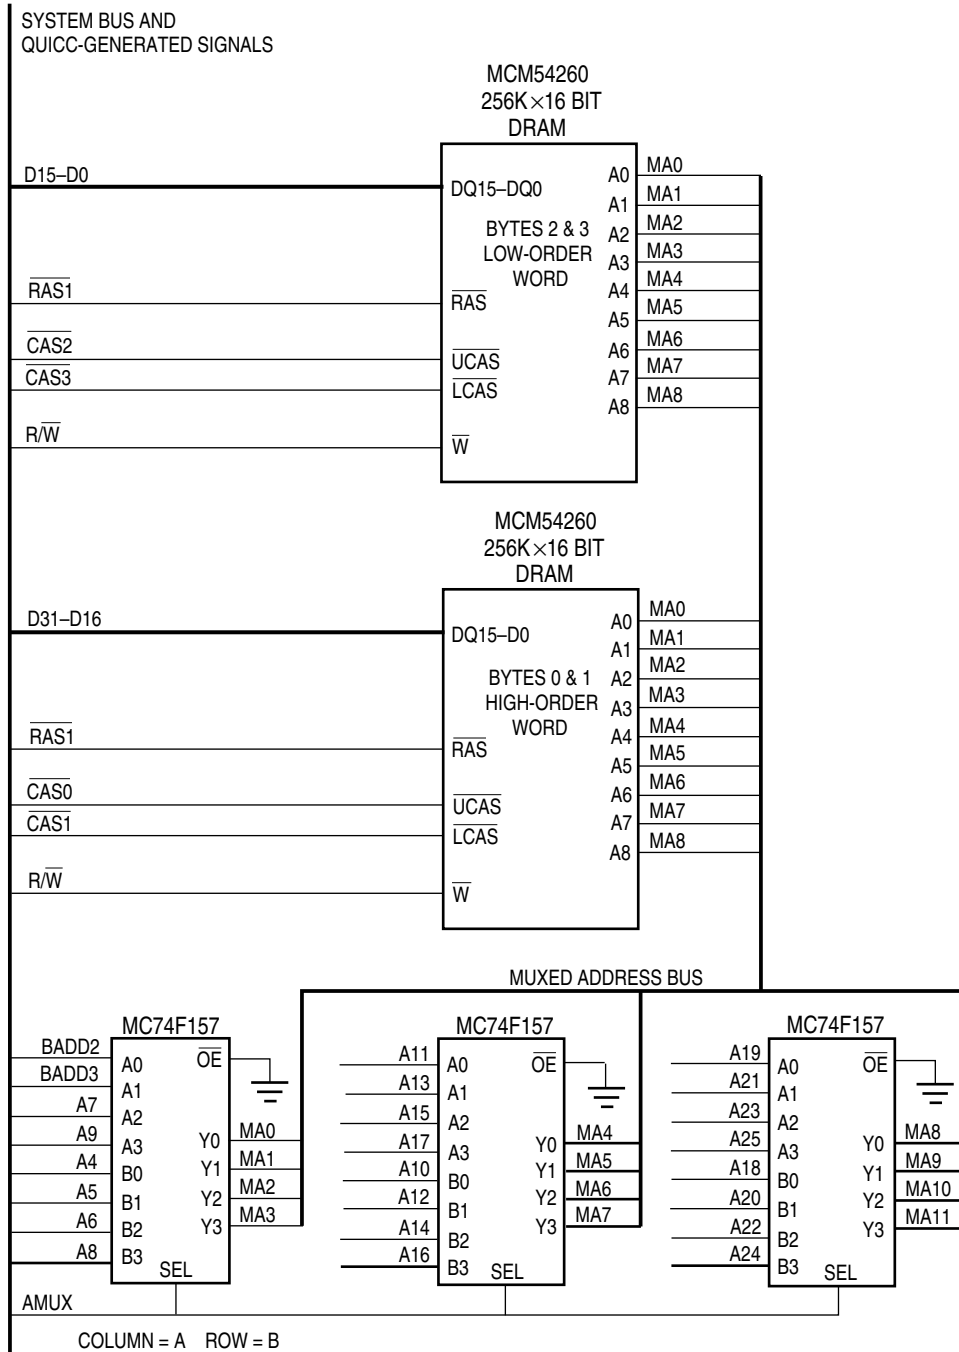 SYSTEM BUS AND
QUICC-GENERATED SIGNALS
MCM54260
256K×16 BIT
DRAM
D15–D0
DQ15–DQ0
BYTES 2 & 3
LOW-ORDER
WORD
RAS1
RAS
CAS2
UCAS
CAS3
LCAS
R/W
W
A0 MA0
A1 MA1
A2 MA2
A3 MA3
A4 MA4
A5 MA5
A6 MA6
A7 MA7
A8 MA8
MCM54260
256K×16 BIT
DRAM
D31–D16
DQ15–D0
BYTES 0 & 1
HIGH-ORDER
WORD
RAS1
RAS
CAS0
UCAS
CAS1
LCAS
R/W
W
A0 MA0
A1 MA1
A2 MA2
A3 MA3
A4 MA4
A5 MA5
A6 MA6
A7 MA7
A8 MA8
MUXED ADDRESS BUS
MC74F157
BADD2 A0
BADD3 A1
A7 A2
A9 A3
A4 B0
A5 B1
A6 B2
A8 B3
OE
Y0 MA0
Y1 MA1
Y2 MA2
Y3 MA3
SEL
MC74F157
A11 A0
A13 A1
A15 A2
A17 A3
A10 B0
A12 B1
A14 B2
A16 B3
OE
Y0 MA4
Y1 MA5
Y2 MA6
Y3 MA7
SEL
MC74F157
A19 A0
A21 A1
A23 A2
A25 A3
A18 B0
A20 B1
A22 B2
A24 B3
OE
Y0 MA8
Y1 MA9
Y2 MA10
Y3 MA11
SEL
AMUX
COLUMN = A ROW = B